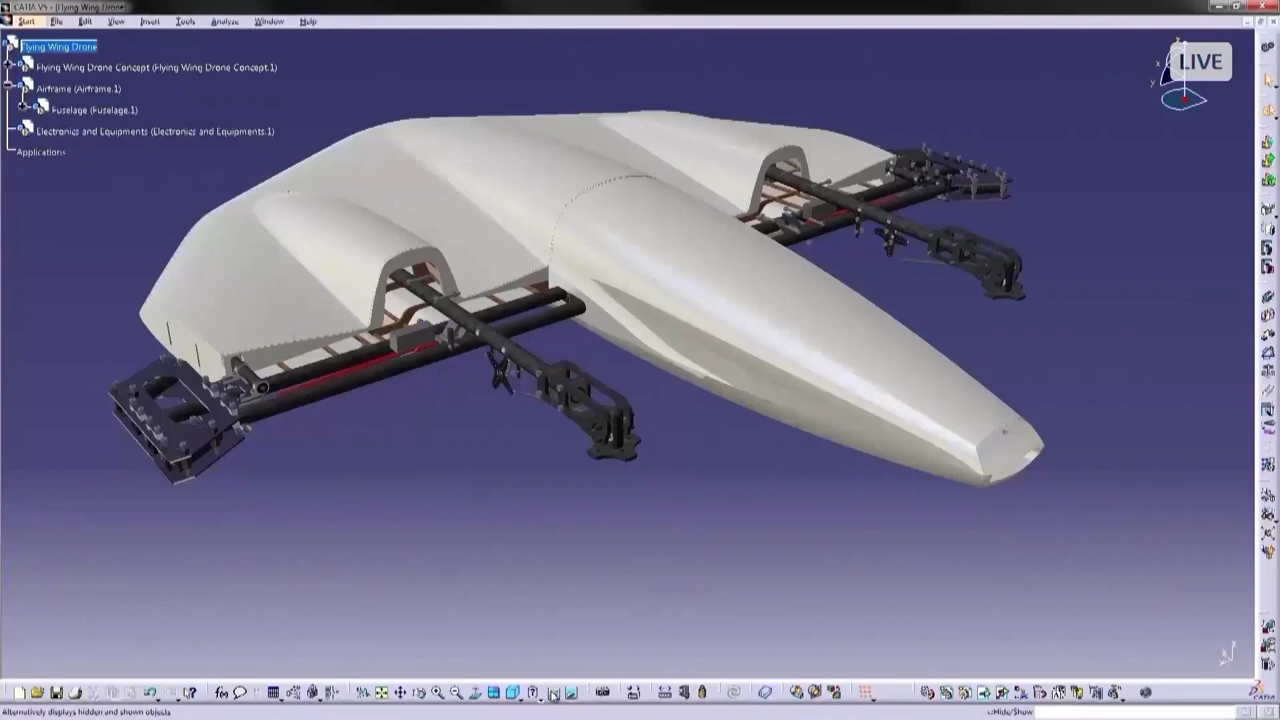 CATIA V5 - [Flying Wing Drone]
Start File Edit View Insert Tools Analyze Window Help
Flying Wing Drone
Flying Wing Drone Concept (Flying Wing Drone Concept.1)
Airframe (Airframe.1)
Fuselage (Fuselage.1)
Electronics and Equipments (Electronics and Equipments.1)
Applications
LIVE
x
y
z
Alternatively displays hidden and shown objects
c:Hide/Show
CATIA